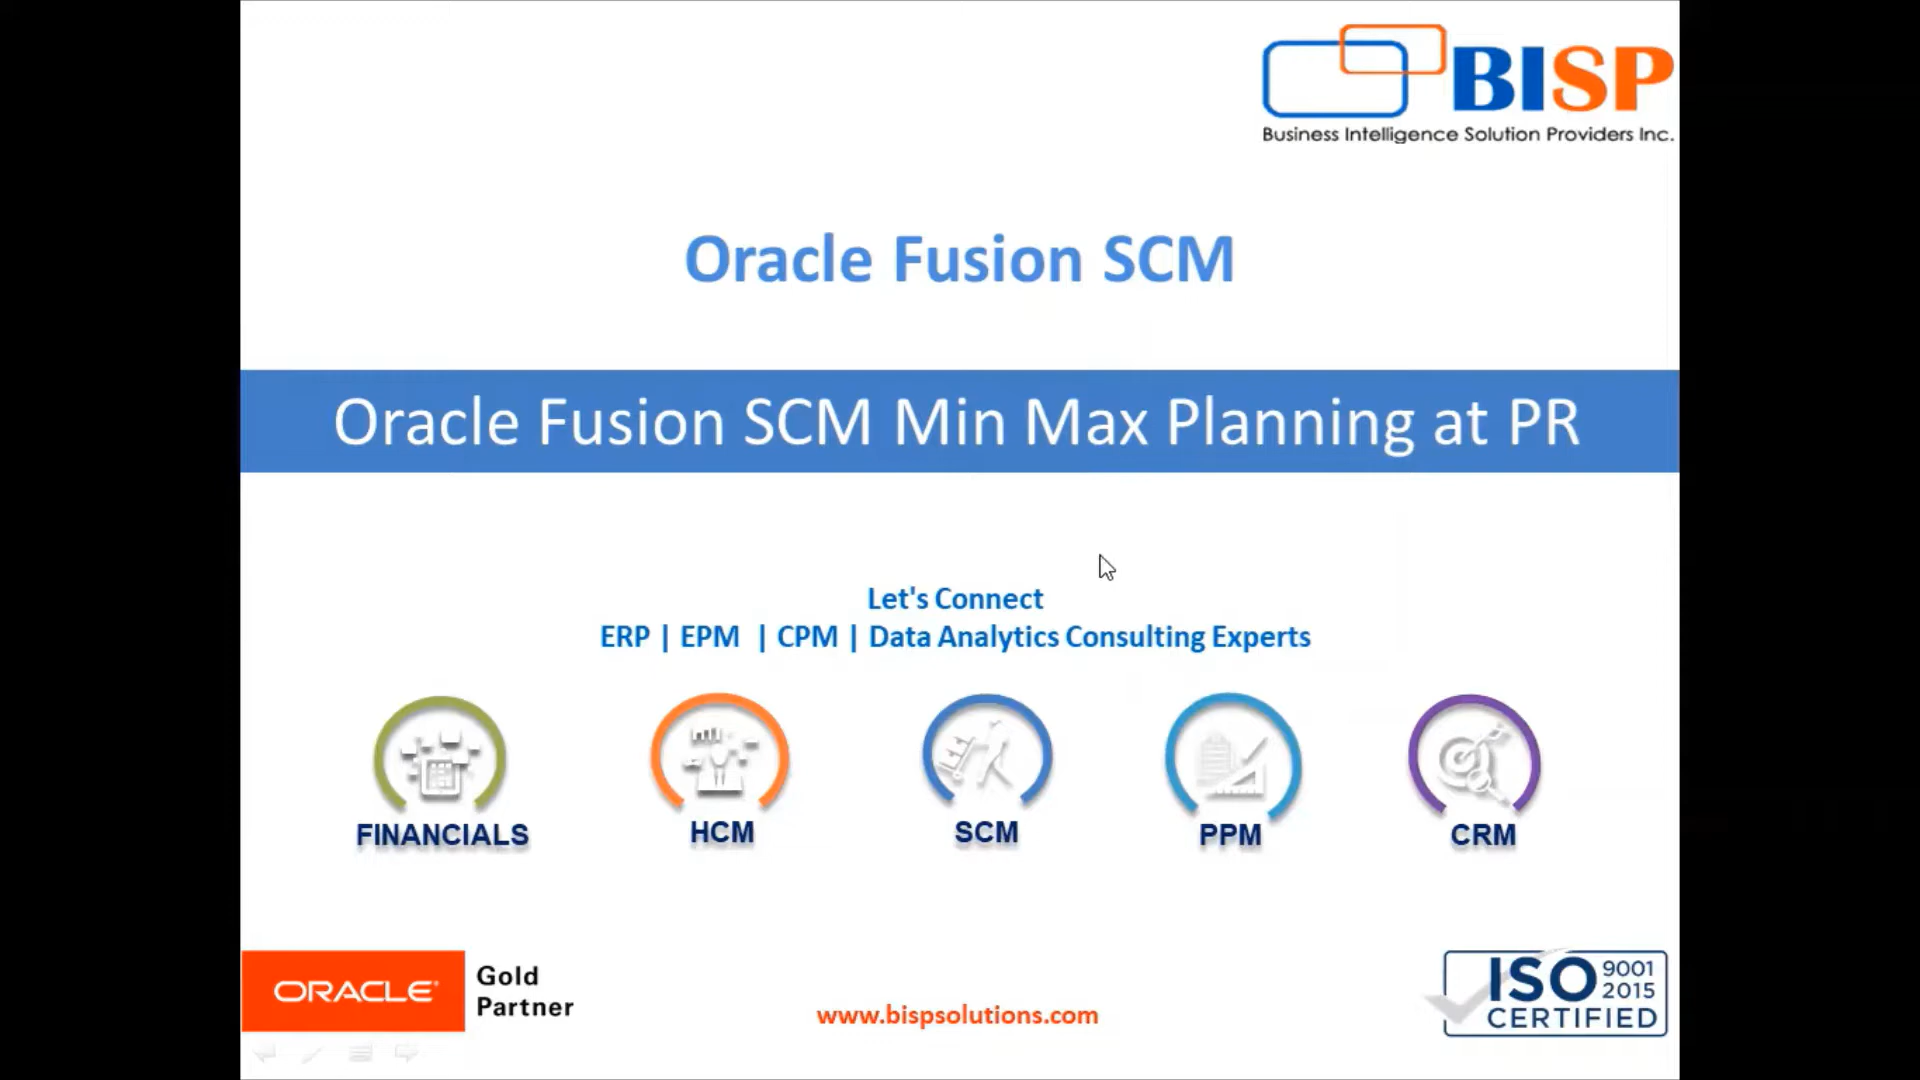 BISP
Business Intelligence Solution Providers Inc.
Oracle Fusion SCM
Oracle Fusion SCM Min Max Planning at PR
Let's Connect
ERP | EPM | CPM | Data Analytics Consulting Experts
FINANCIALS
HCM
SCM
PPM
CRM
ORACLE®
Gold
Partner
www.bispsolutions.com
ISO 9001
2015
CERTIFIED